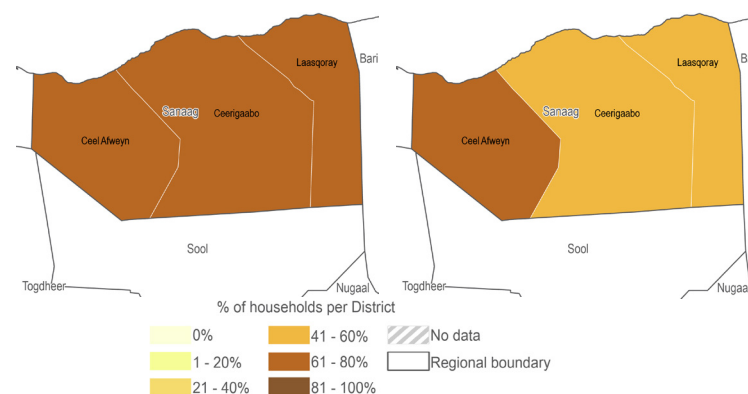 Laasqoray
Bari
Sanaag
Ceerigaabo
Ceel Afweyn
Sool
Togdheer
Nugaal
Laasqoray
B
Sanaag
Ceerigaabo
Ceel Afweyn
Sool
Nugaa
% of households per District
0%
1 - 20%
21 - 40%
41 - 60%
61 - 80%
81 - 100%
No data
Regional boundary